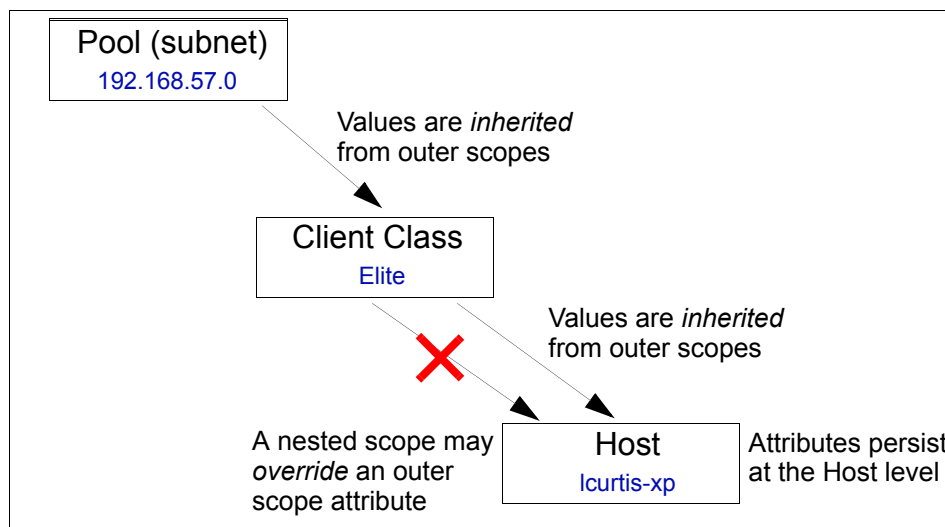 Pool (subnet)
192.168.57.0
Values are inherited
from outer scopes
Client Class
Elite
Values are inherited
from outer scopes
A nested scope may
override an outer
scope attribute
Host
lcurtis-xp
Attributes persist
at the Host level